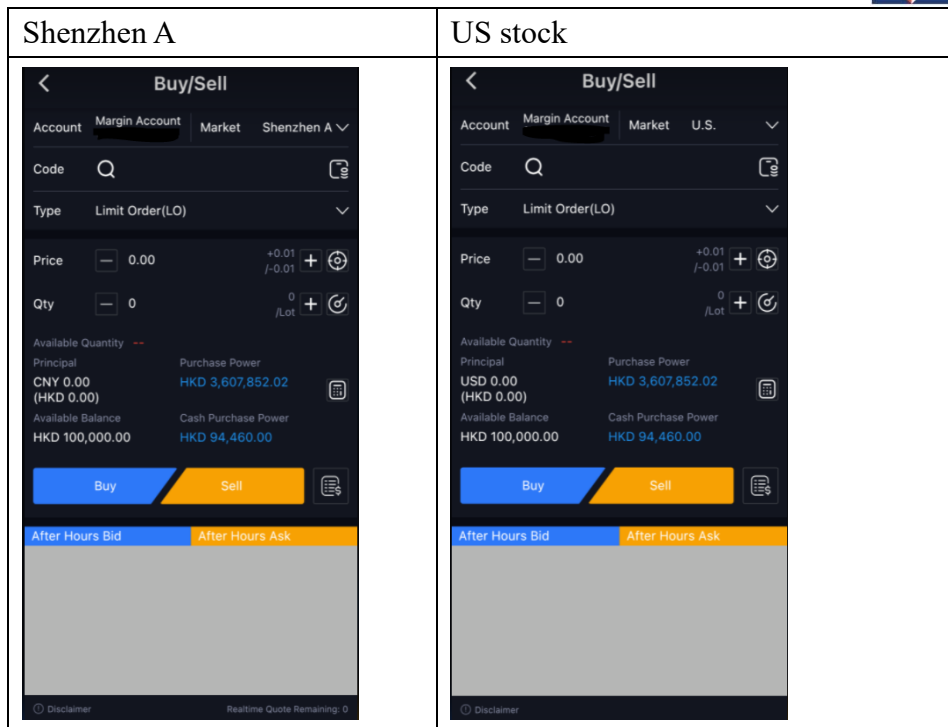 Shenzhen A
US stock
Buy/Sell
Account Margin Account Market Shenzhen A
Code
Type Limit Order(LO)
Price 0.00 +0.01
/-0.01
Qty 0 0
/Lot
Available Quantity --
Principal Purchase Power
CNY 0.00 HKD 3,607,852.02
(HKD 0.00)
Available Balance Cash Purchase Power
HKD 100,000.00 HKD 94,460.00
Buy Sell
After Hours Bid After Hours Ask
Disclaimer Realtime Quote Remaining: 0
Buy/Sell
Account Margin Account Market U.S.
Code
Type Limit Order(LO)
Price 0.00 +0.01
/-0.01
Qty 0 0
/Lot
Available Quantity --
Principal Purchase Power
USD 0.00 HKD 3,607,852.02
(HKD 0.00)
Available Balance Cash Purchase Power
HKD 100,000.00 HKD 94,460.00
Buy Sell
After Hours Bid After Hours Ask
Disclaimer